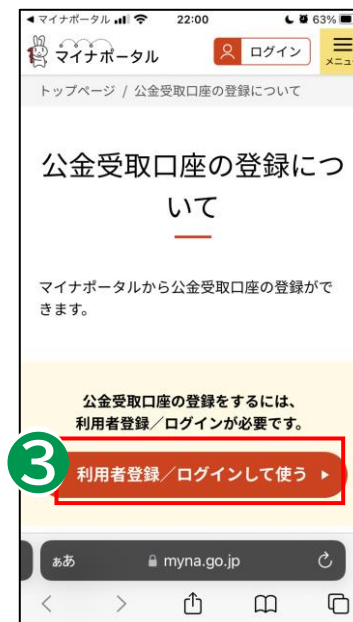 ◀マイナポータル 22:00 63%
マイナポータル ログイン メニュー
トップページ / 公金受取口座の登録について
公金受取口座の登録につ
いて
マイナポータルから公金受取口座の登録がで
きます。
公金受取口座の登録をするには、
利用者登録／ログインが必要です。
3 利用者登録／ログインして使う ▶
ぁあ myna.go.jp